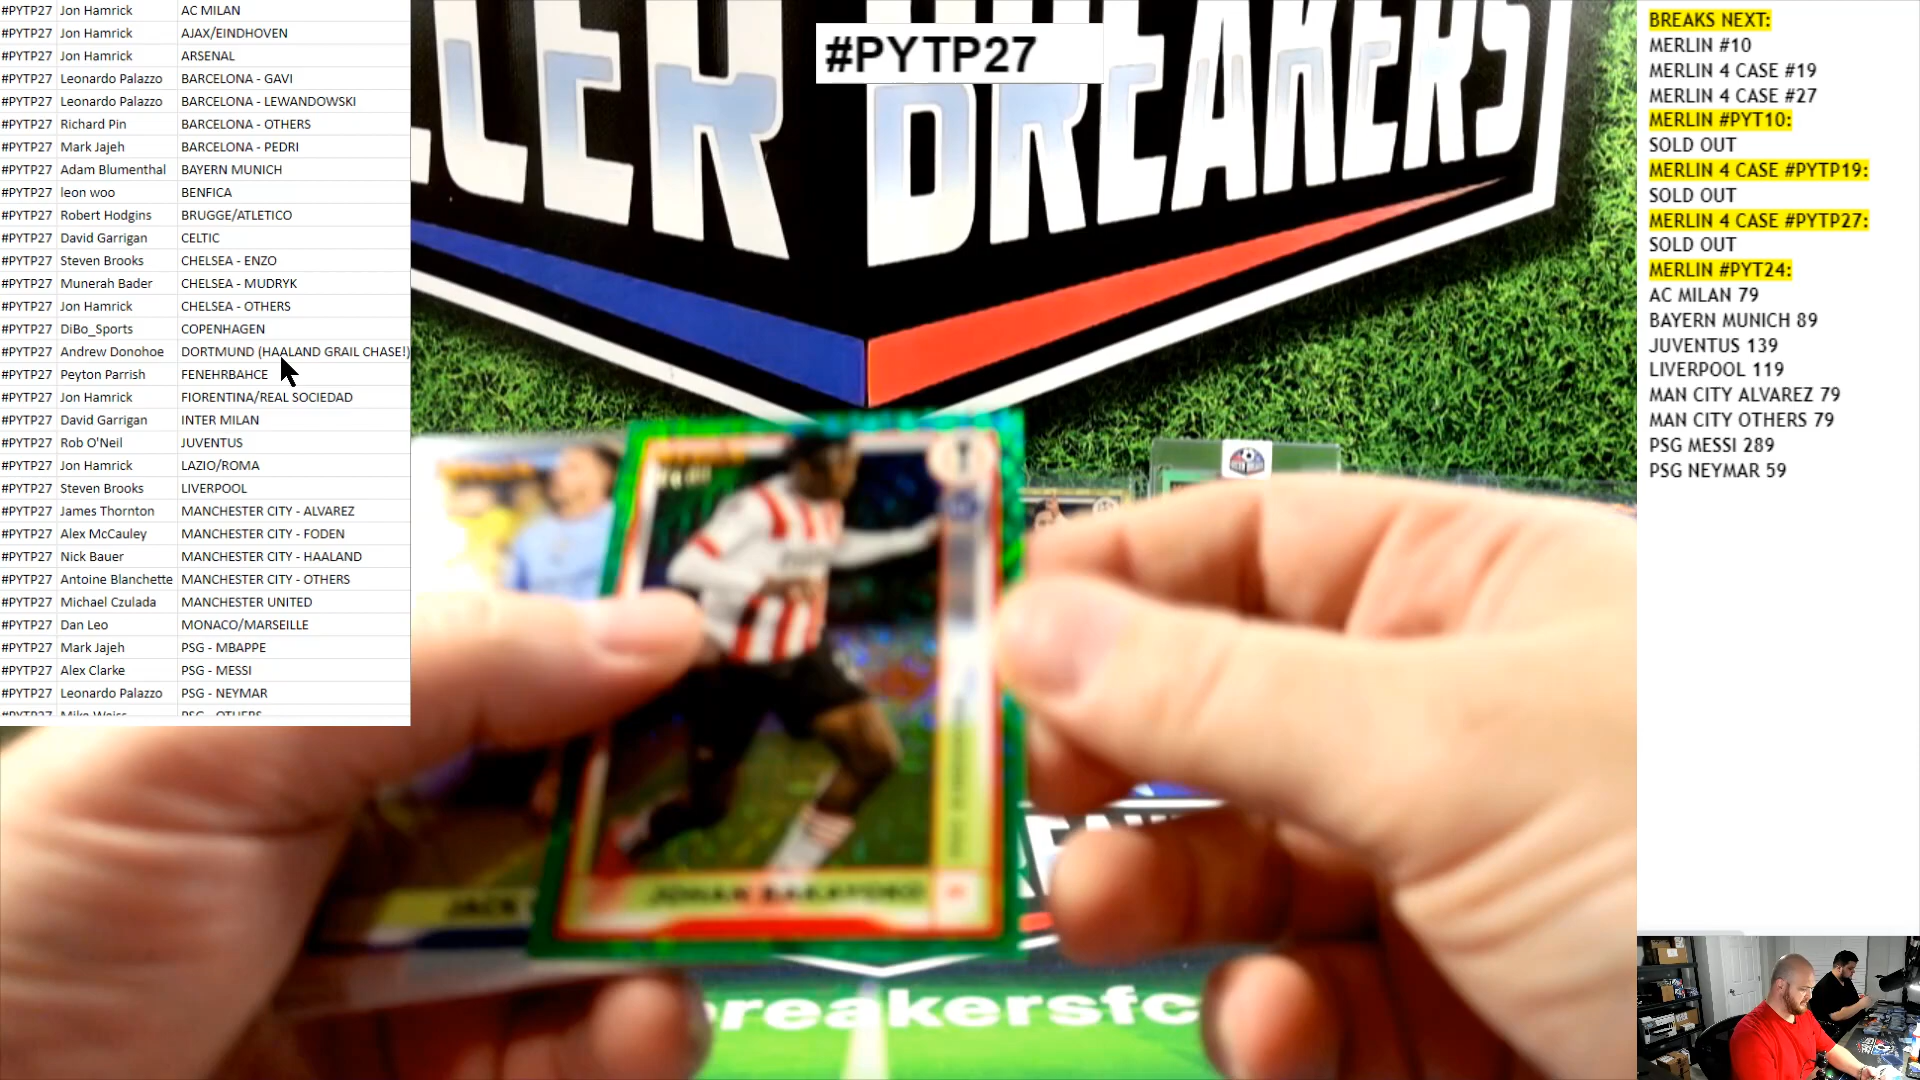 #PYTP27 Jon Hamrick AC MILAN
#PYTP27 Jon Hamrick AJAX/EINDHOVEN
#PYTP27 Jon Hamrick ARSENAL
#PYTP27 Leonardo Palazzo BARCELONA - GAVI
#PYTP27 Leonardo Palazzo BARCELONA - LEWANDOWSKI
#PYTP27 Richard Pin BARCELONA - OTHERS
#PYTP27 Mark Jajeh BARCELONA - PEDRI
#PYTP27 Adam Blumenthal BAYERN MUNICH
#PYTP27 leon woo BENFICA
#PYTP27 Robert Hodgins BRUGGE/ATLETICO
#PYTP27 David Garrigan CELTIC
#PYTP27 Steven Brooks CHELSEA - ENZO
#PYTP27 Munerah Bader CHELSEA - MUDRYK
#PYTP27 Jon Hamrick CHELSEA - OTHERS
#PYTP27 DiBo_Sports COPENHAGEN
#PYTP27 Andrew Donohoe DORTMUND (HAALAND GRAIL CHASE!)
#PYTP27 Peyton Parrish FENEHRBAHCE
#PYTP27 Jon Hamrick FIORENTINA/REAL SOCIEDAD
#PYTP27 David Garrigan INTER MILAN
#PYTP27 Rob O'Neil JUVENTUS
#PYTP27 Jon Hamrick LAZIO/ROMA
#PYTP27 Steven Brooks LIVERPOOL
#PYTP27 James Thornton MANCHESTER CITY - ALVAREZ
#PYTP27 Alex McCauley MANCHESTER CITY - FODEN
#PYTP27 Nick Bauer MANCHESTER CITY - HAALAND
#PYTP27 Antoine Blanchette MANCHESTER CITY - OTHERS
#PYTP27 Michael Czulada MANCHESTER UNITED
#PYTP27 Dan Leo MONACO/MARSEILLE
#PYTP27 Mark Jajeh PSG - MBAPPE
#PYTP27 Alex Clarke PSG - MESSI
#PYTP27 Leonardo Palazzo PSG - NEYMAR
#PYTP27 Mike Weiss PSG - OTHERS
#PYTP27
CCER BREAKERS
JACK
JOHAN BAKAYOKO
breakersfc
BREAKS NEXT:
MERLIN #10
MERLIN 4 CASE #19
MERLIN 4 CASE #27
MERLIN #PYT10:
SOLD OUT
MERLIN 4 CASE #PYTP19:
SOLD OUT
MERLIN 4 CASE #PYTP27:
SOLD OUT
MERLIN #PYT24:
AC MILAN 79
BAYERN MUNICH 89
JUVENTUS 139
LIVERPOOL 119
MAN CITY ALVAREZ 79
MAN CITY OTHERS 79
PSG MESSI 289
PSG NEYMAR 59